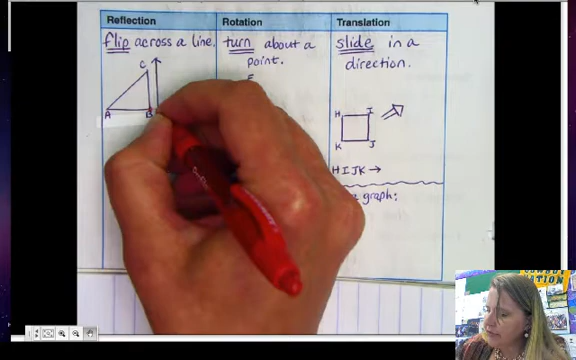 Reflection
flip across a line.
C
A
B
Rotation
turn about a
point.
Translation
slide in a
direction.
H I
K J
HIJK →
graph: